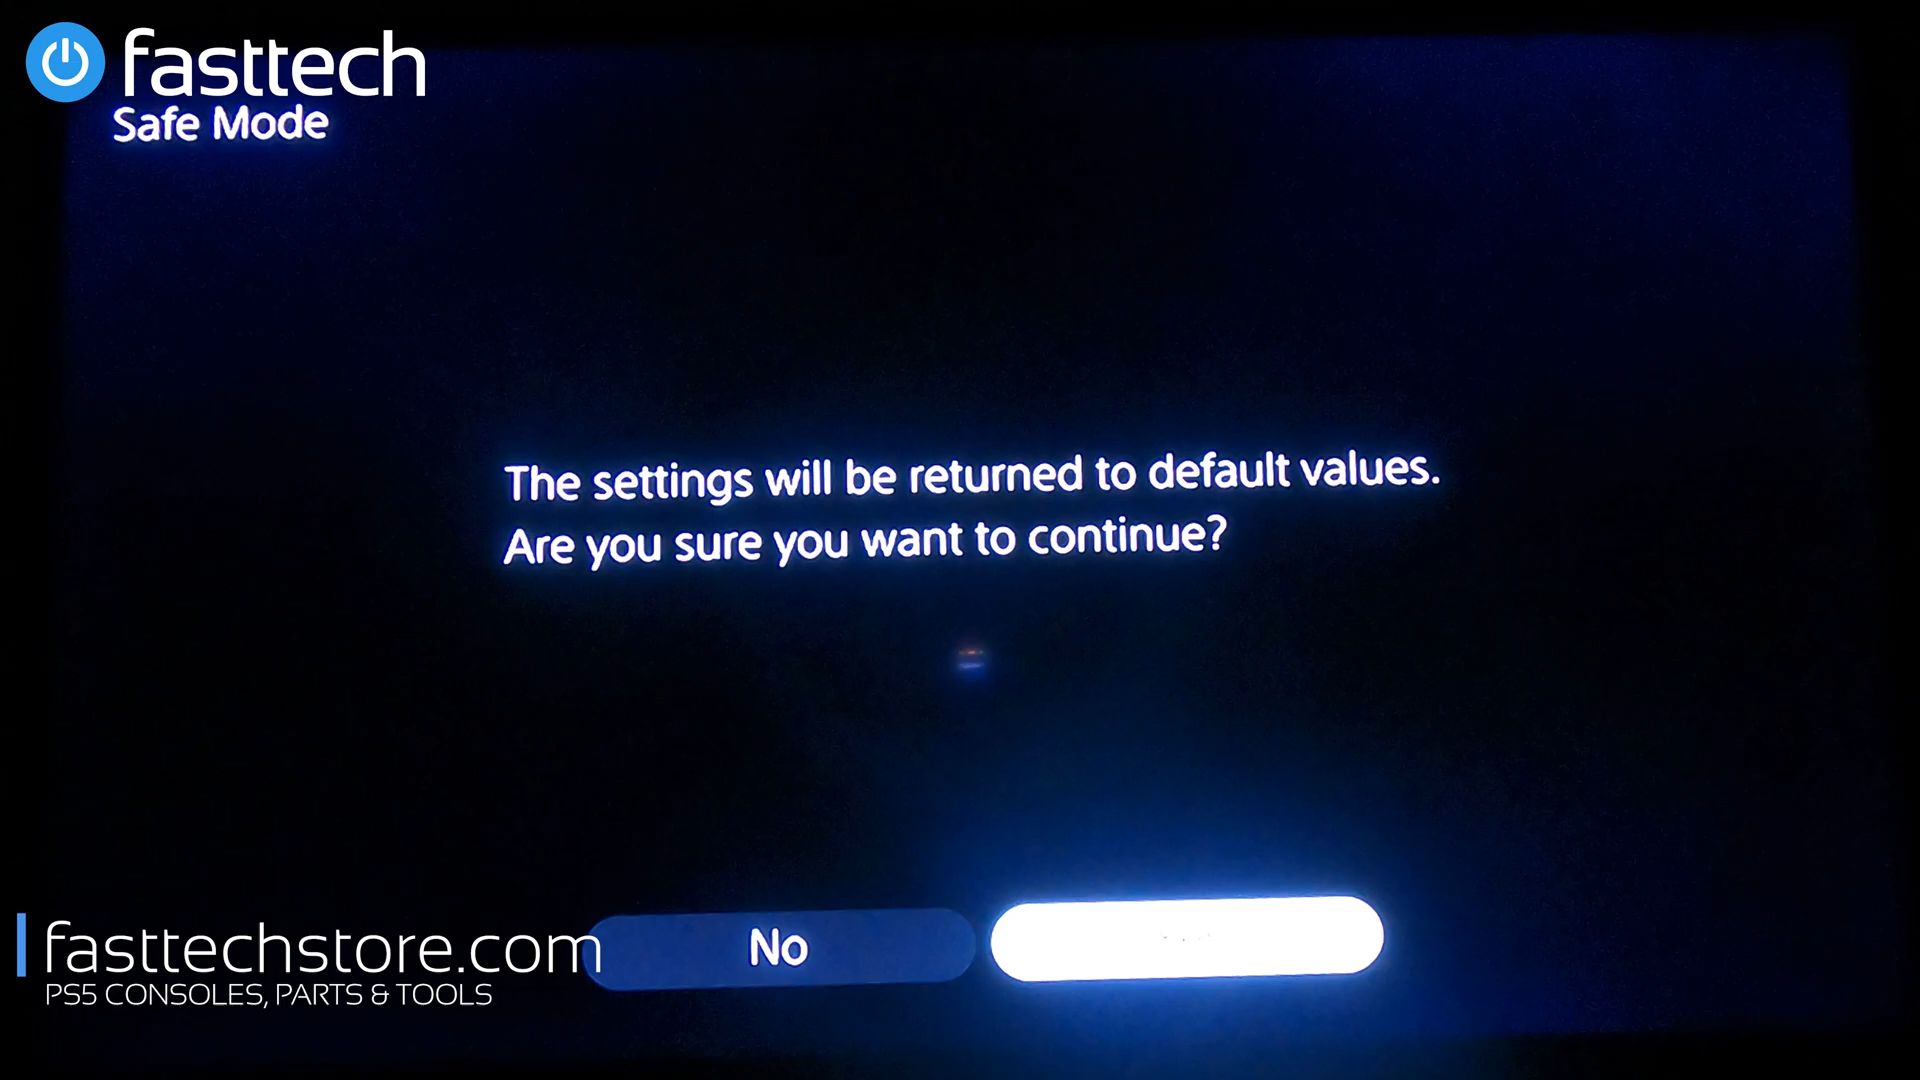 fasttech
Safe Mode
The settings will be returned to default values.
Are you sure you want to continue?
No
fasttechstore.com
PS5 CONSOLES, PARTS & TOOLS